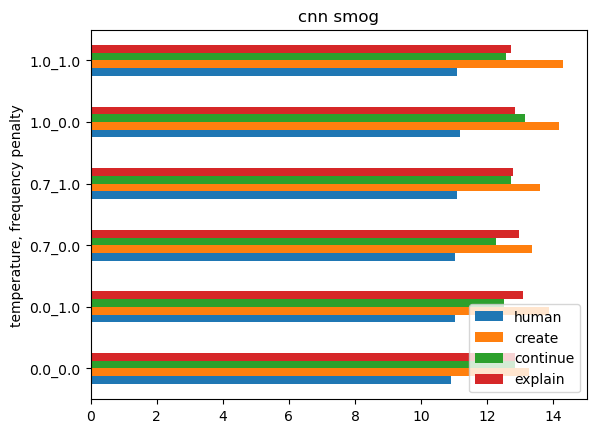 cnn smog
temperature, frequency penalty
1.0_1.0
1.0_0.0
0.7_1.0
0.7_0.0
0.0_1.0
0.0_0.0
human
create
continue
explain
0 2 4 6 8 10 12 14